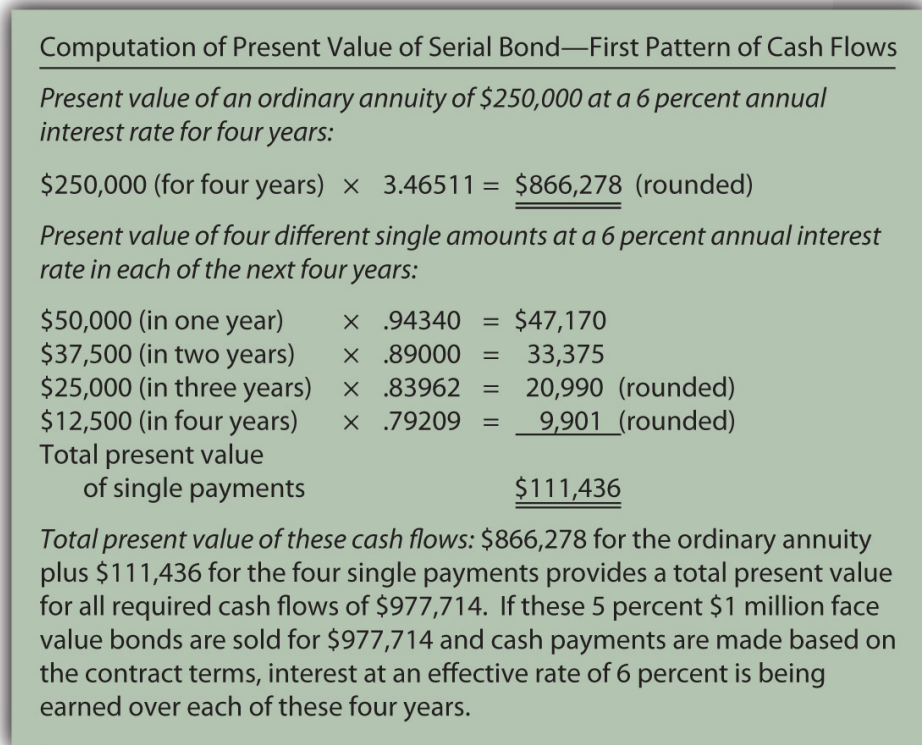 Computation of Present Value of Serial Bond—First Pattern of Cash Flows
Present value of an ordinary annuity of $250,000 at a 6 percent annual
interest rate for four years:
$250,000 (for four years) × 3.46511 = $866,278 (rounded)
Present value of four different single amounts at a 6 percent annual interest
rate in each of the next four years:
$50,000 (in one year) × .94340 = $47,170
$37,500 (in two years) × .89000 = 33,375
$25,000 (in three years) × .83962 = 20,990 (rounded)
$12,500 (in four years) × .79209 = 9,901 (rounded)
Total present value
of single payments $111,436
Total present value of these cash flows: $866,278 for the ordinary annuity
plus $111,436 for the four single payments provides a total present value
for all required cash flows of $977,714. If these 5 percent $1 million face
value bonds are sold for $977,714 and cash payments are made based on
the contract terms, interest at an effective rate of 6 percent is being
earned over each of these four years.